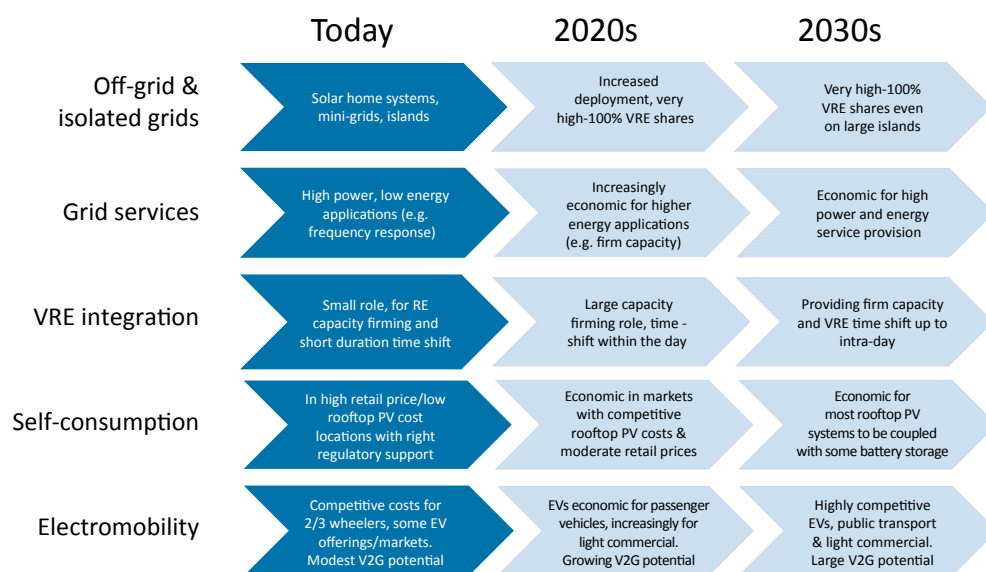 Today
2020s
2030s
Off-grid &
isolated grids
Solar home systems,
mini-grids, islands
Increased
deployment, very
high-100% VRE shares
Very high-100%
VRE shares even
on large islands
Grid services
High power, low energy
applications (e.g.
frequency response)
Increasingly
economic for higher
energy applications
(e.g. firm capacity)
Economic for high
power and energy
service provision
VRE integration
Small role, for RE
capacity firming and
short duration time shift
Large capacity
firming role, time -
shift within the day
Providing firm capacity
and VRE time shift up to
intra-day
Self-consumption
In high retail price/low
rooftop PV cost
locations with right
regulatory support
Economic in markets
with competitive
rooftop PV costs &
moderate retail prices
Economic for
most rooftop PV
systems to be coupled
with some battery storage
Electromobility
Competitive costs for
2/3 wheelers, some EV
offerings/markets.
Modest V2G potential
EVs economic for passenger
vehicles, increasingly for
light commercial.
Growing V2G potential
Highly competitive
EVs, public transport
& light commercial.
Large V2G potential